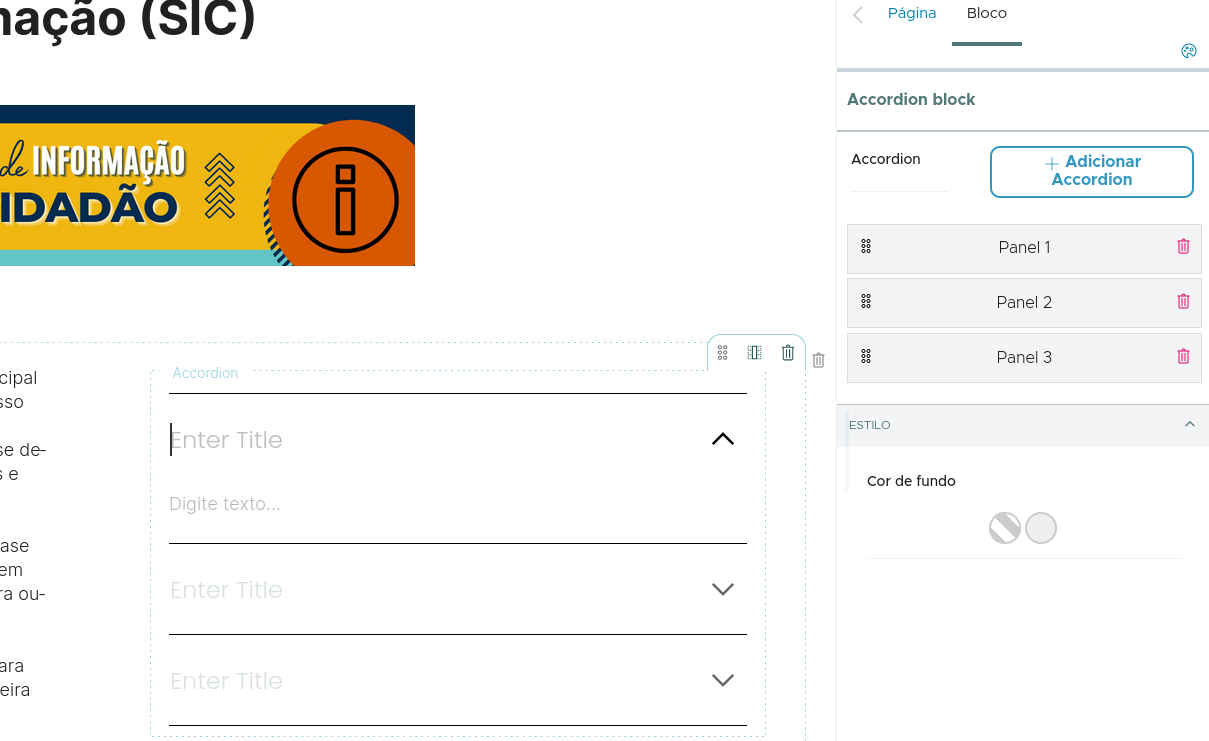 mação (SIC)
de INFORMAÇÃO
IDADÃO
cipal
sso
se de-
s e
ase
em
ra ou-
ara
eira
Accordion
Enter Title
Digite texto...
Enter Title
Enter Title
Página
Bloco
Accordion block
Accordion
Adicionar
Accordion
Panel 1
Panel 2
Panel 3
ESTILO
Cor de fundo